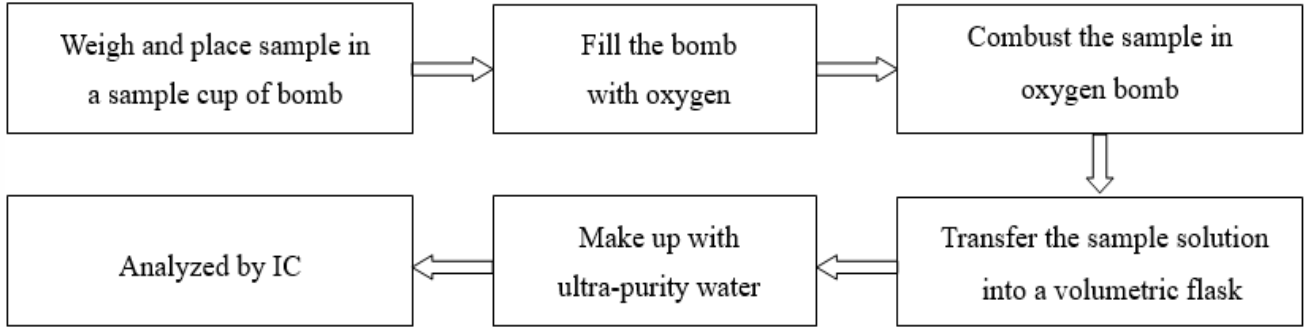 Weigh and place sample in
a sample cup of bomb
Fill the bomb
with oxygen
Combust the sample in
oxygen bomb
Transfer the sample solution
into a volumetric flask
Make up with
ultra-purity water
Analyzed by IC